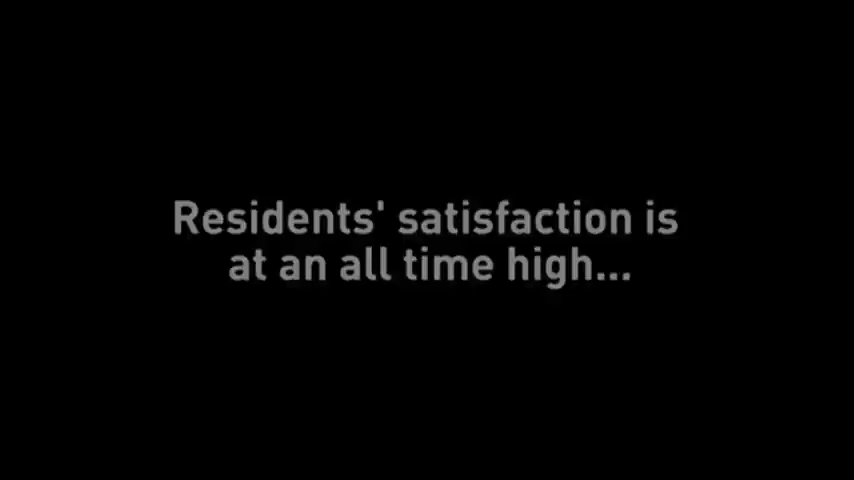 Residents' satisfaction is
at an all time high...